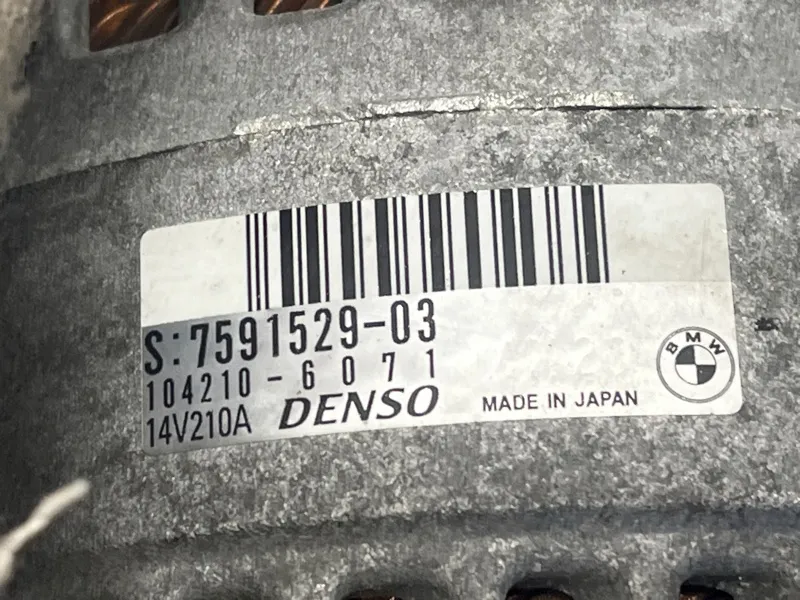 S:7591529-03
104210-6071
14V210A DENSO MADE IN JAPAN
BMW